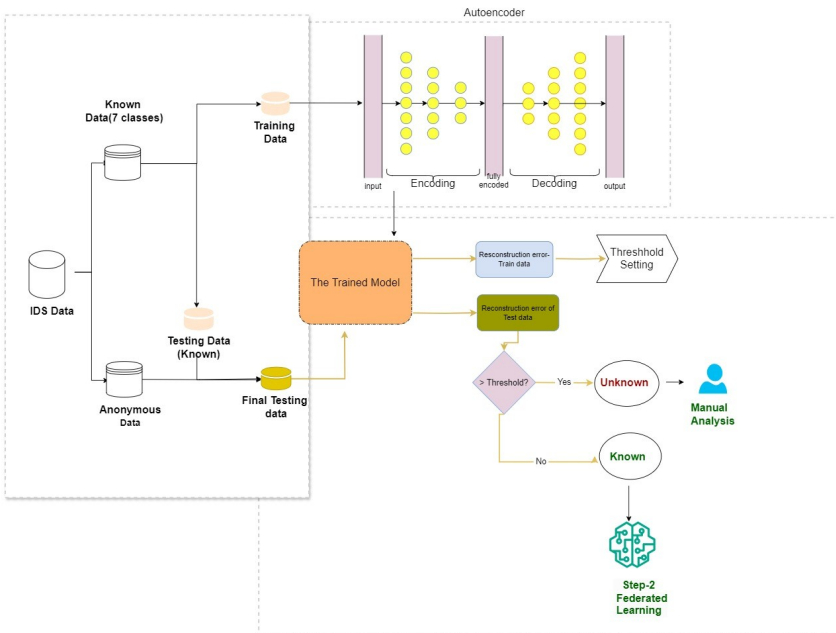 Autoencoder
Known
Data(7 classes)
Training
Data
input
Encoding
fully
encoded
Decoding
output
IDS Data
Testing Data
(Known)
Anonymous
Data
Final Testing
data
The Trained Model
Resconstruction error-
Train data
Threshhold
Setting
Reconstruction error of
Test data
> Threshold?
Yes
Unknown
Manual
Analysis
No
Known
Step-2
Federated
Learning